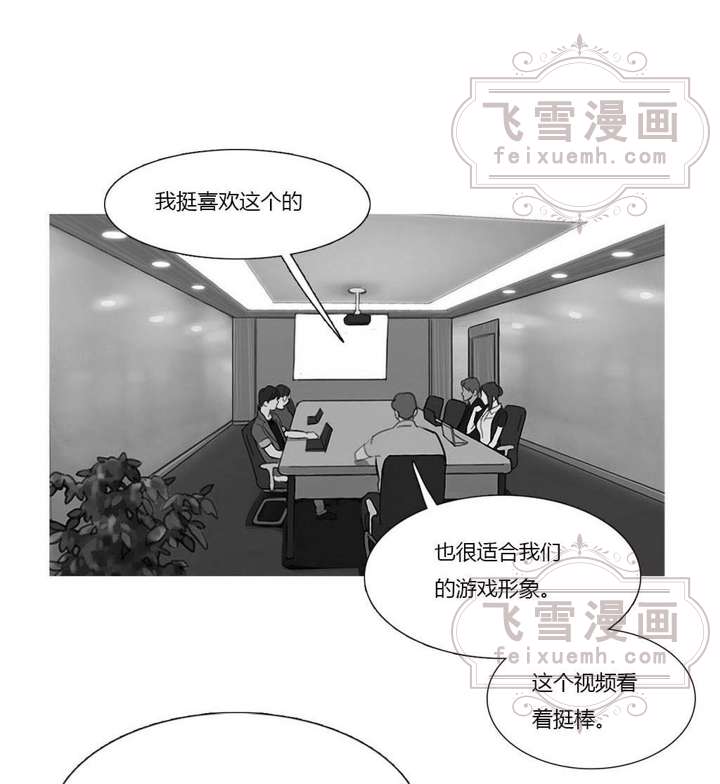 飞雪漫画
feixuemh.com
我挺喜欢这个的
也很适合我们
的游戏形象。
飞雪漫画
feixuemh.com
这个视频看
着挺棒。